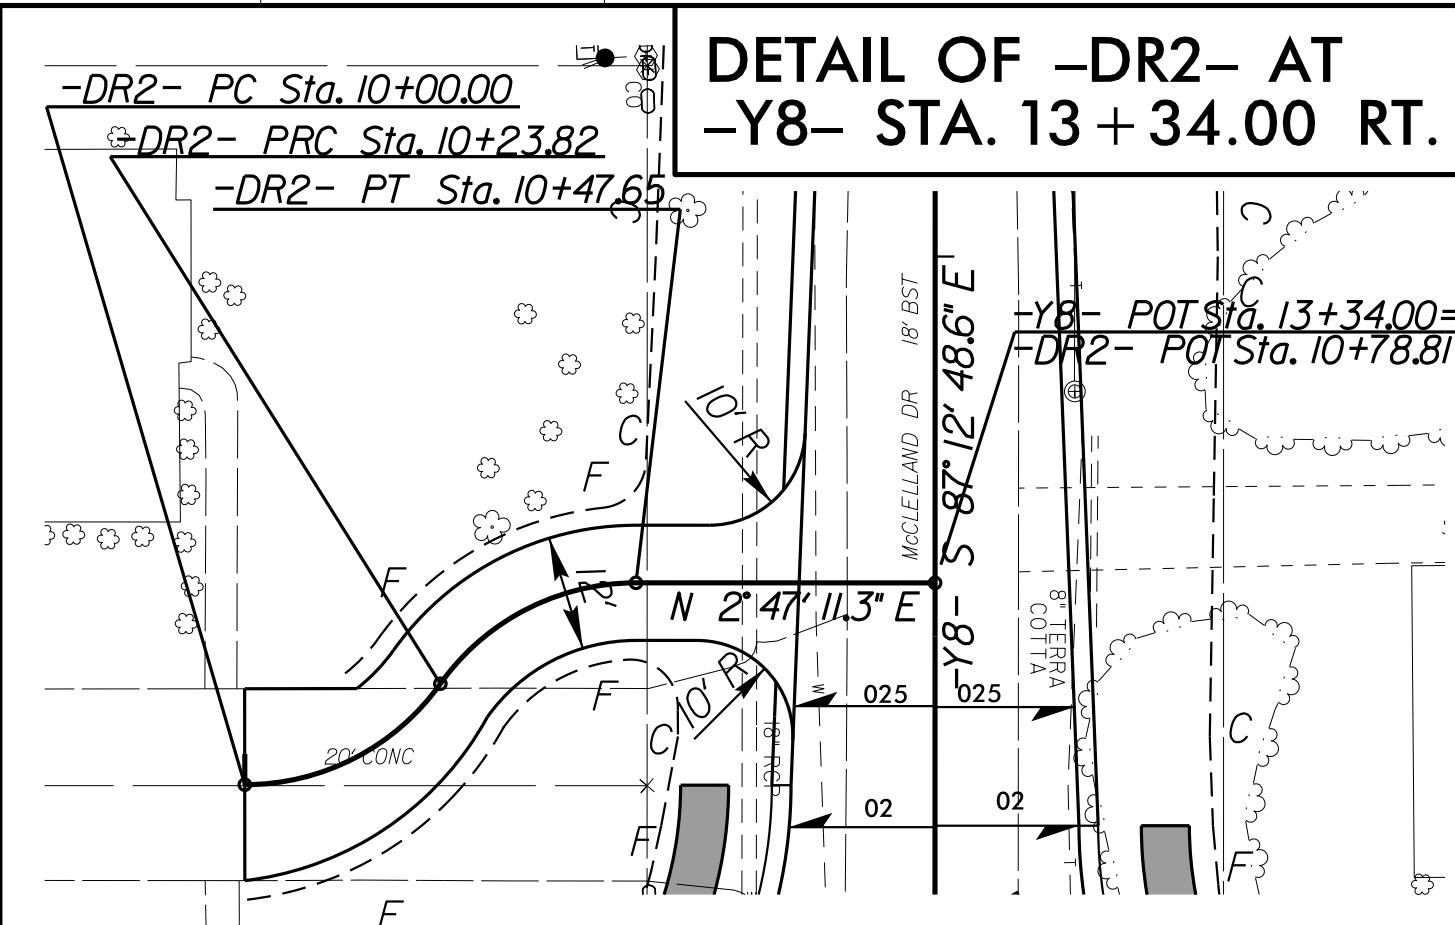 DETAIL OF -DR2- AT
-Y8- STA. 13+34.00 RT.
-DR2- PC Sta. 10+00.00
-DR2- PRC Sta. 10+23.82
-DR2- PT Sta. 10+47.65
CO
C
C
C
-Y8- POT Sta. 13+34.00=
-DR2- POT Sta. 10+78.81
McCLELLAND DR 18' BST
-Y8- S 87° 12' 48.6" E
10' R
C
F
F
12'
N 2° 47' 11.3" E
8" TERRA
COTTA
F
10' R
W
025
025
C
C
20' CONC
18" RCP
02
02
F
F
F
T
T